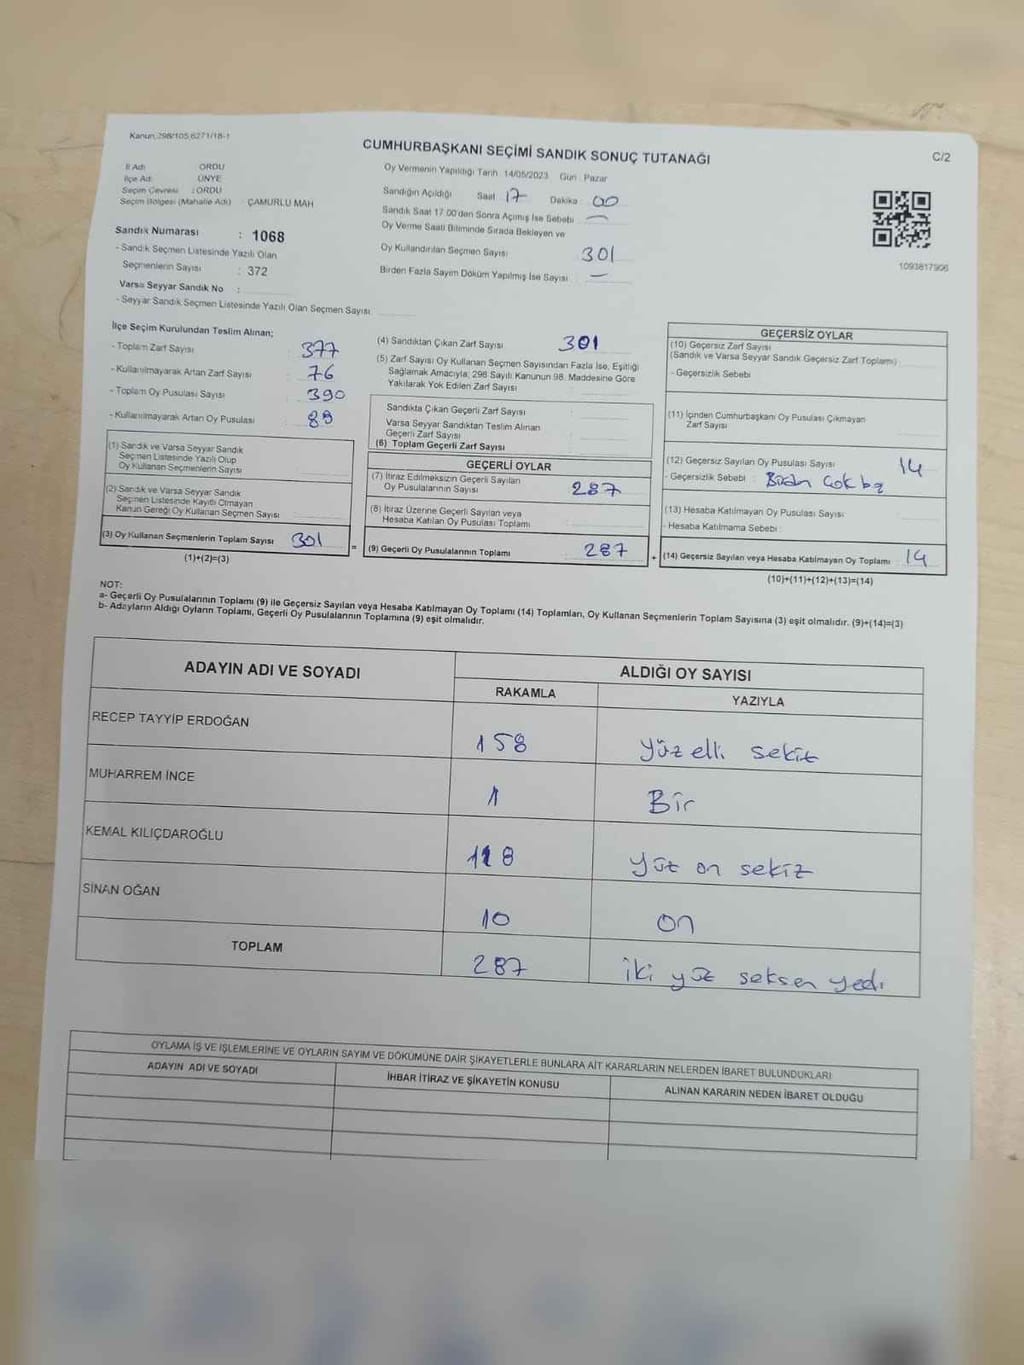 Kanun:298/105,6271/18-1
CUMHURBAŞKANI SEÇİMİ SANDIK SONUÇ TUTANAĞI
C/2
İl Adı ORDU
İlçe Adı ÜNYE
Seçim Çevresi : ORDU
Seçim Bölgesi (Mahalle Adı) : ÇAMURLU MAH
Sandık Numarası : 1068
- Sandık Seçmen Listesinde Yazılı Olan
Seçmenlerin Sayısı : 372
Varsa Seyyar Sandık No :
- Seyyar Sandık Seçmen Listesinde Yazılı Olan Seçmen Sayısı
Oy Vermenin Yapıldığı Tarih 14/05/2023 Gün : Pazar
Sandığın Açıldığı Saat 17 Dakika 00
Sandık Saat 17:00'den Sonra Açılmış İse Sebebi —
Oy Verme Saati Bitiminde Sırada Bekleyen ve
Oy Kullandırılan Seçmen Sayısı 301
Birden Fazla Sayım Döküm Yapılmış İse Sayısı —
1093817906
İlçe Seçim Kurulundan Teslim Alınan;
- Toplam Zarf Sayısı 377
- Kullanılmayarak Artan Zarf Sayısı 76
- Toplam Oy Pusulası Sayısı 390
- Kullanılmayarak Artan Oy Pusulası 89
(1) Sandık ve Varsa Seyyar Sandık
Seçmen Listesinde Yazılı Olup
Oy Kullanan Seçmenlerin Sayısı
(2) Sandık ve Varsa Seyyar Sandık
Seçmen Listesinde Kayıtlı Olmayan
Kanun Gereği Oy Kullanan Seçmen Sayısı
(3) Oy Kullanan Seçmenlerin Toplam Sayısı 301 =
(1)+(2)=(3)
(4) Sandıktan Çıkan Zarf Sayısı 301
(5) Zarf Sayısı Oy Kullanan Seçmen Sayısından Fazla İse, Eşitliği
Sağlamak Amacıyla; 298 Sayılı Kanunun 98. Maddesine Göre
Yakılarak Yok Edilen Zarf Sayısı
Sandıkta Çıkan Geçerli Zarf Sayısı
Varsa Seyyar Sandıktan Teslim Alınan
Geçerli Zarf Sayısı
(6) Toplam Geçerli Zarf Sayısı
GEÇERLİ OYLAR
(7) İtiraz Edilmeksizin Geçerli Sayılan
Oy Pusulalarının Sayısı 287
(8) İtiraz Üzerine Geçerli Sayılan veya
Hesaba Katılan Oy Pusulası Toplamı
(9) Geçerli Oy Pusulalarının Toplamı 287 +
GEÇERSİZ OYLAR
(10) Geçersiz Zarf Sayısı
(Sandık ve Varsa Seyyar Sandık Geçersiz Zarf Toplamı)
- Geçersizlik Sebebi
(11) İçinden Cumhurbaşkanı Oy Pusulası Çıkmayan
Zarf Sayısı
(12) Geçersiz Sayılan Oy Pusulası Sayısı 14
- Geçersizlik Sebebi :
(13) Hesaba Katılmayan Oy Pusulası Sayısı
- Hesaba Katılmama Sebebi :
(14) Geçersiz Sayılan veya Hesaba Katılmayan Oy Toplamı 14
(10)+(11)+(12)+(13)=(14)
NOT:
a- Geçerli Oy Pusulalarının Toplamı (9) ile Geçersiz Sayılan veya Hesaba Katılmayan Oy Toplamı (14) Toplamları, Oy Kullanan Seçmenlerin Toplam Sayısına (3) eşit olmalıdır. (9)+(14)=(3)
b- Adayların Aldığı Oyların Toplamı, Geçerli Oy Pusulalarının Toplamına (9) eşit olmalıdır.
ADAYIN ADI VE SOYADI ALDIĞI OY SAYISI
RAKAMLA YAZIYLA
RECEP TAYYİP ERDOĞAN 158 yüz elli sekiz
MUHARREM İNCE 1 Bir
KEMAL KILIÇDAROĞLU 118 yüz on sekiz
SİNAN OĞAN 10 on
TOPLAM 287 iki yüz seksen yedi
OYLAMA İŞ VE İŞLEMLERİNE VE OYLARIN SAYIM VE DÖKÜMÜNE DAİR ŞİKAYETLERLE BUNLARA AİT KARARLARIN NELERDEN İBARET BULUNDUKLARI
ADAYIN ADI VE SOYADI İHBAR İTİRAZ VE ŞİKAYETİN KONUSU ALINAN KARARIN NEDEN İBARET OLDUĞU